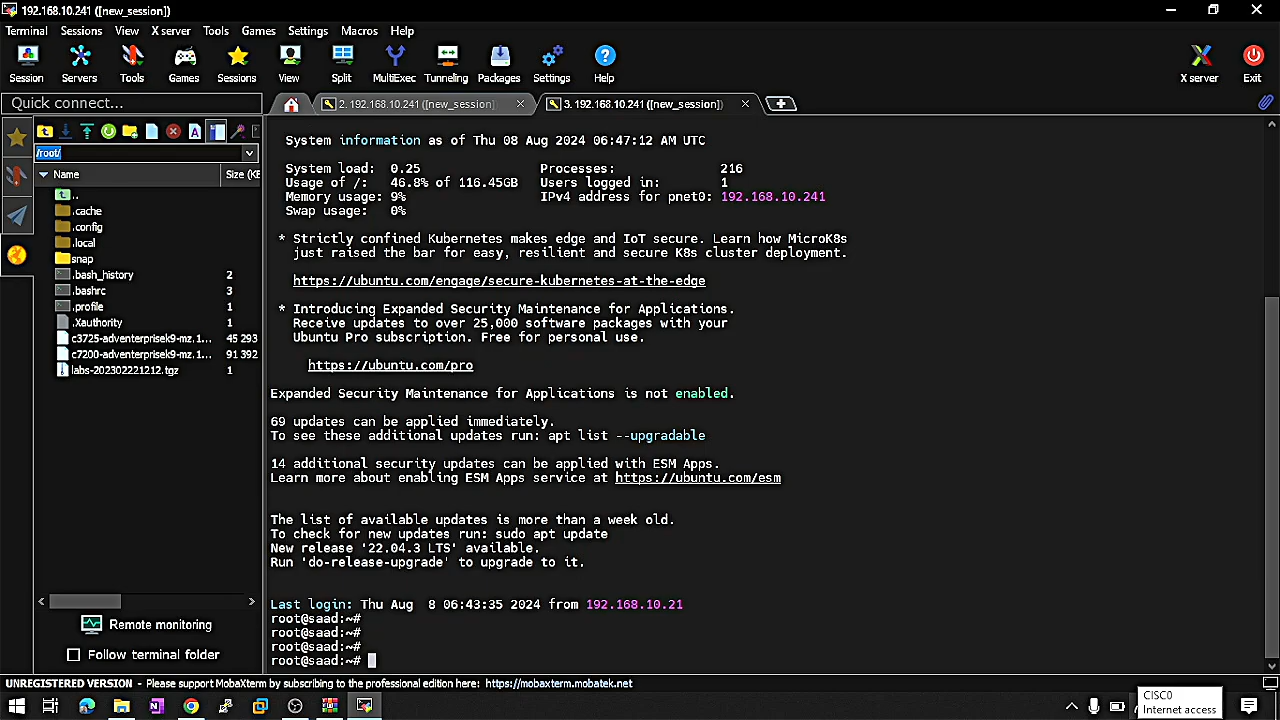 192.168.10.241 ([new_session])
Terminal Sessions View X server Tools Games Settings Macros Help
Session Servers Tools Games Sessions View Split MultiExec Tunneling Packages Settings Help X server Exit
Quick connect...
2. 192.168.10.241 ([new_session)
3. 192.168.10.241 ([new_session])
/root/
Name Size (KE
..
.cache
.config
.local
snap
.bash_history 2
.bashrc 3
.profile 1
.Xauthority 1
c3725-adventerprisek9-mz.1... 45 293
c7200-adventerprisek9-mz.1... 91 392
labs-202302221212.tgz 1
Remote monitoring
Follow terminal folder
System information as of Thu 08 Aug 2024 06:47:12 AM UTC
System load: 0.25 Processes: 216
Usage of /: 46.8% of 116.45GB Users logged in: 1
Memory usage: 9% IPv4 address for pnet0: 192.168.10.241
Swap usage: 0%
* Strictly confined Kubernetes makes edge and IoT secure. Learn how MicroK8s
just raised the bar for easy, resilient and secure K8s cluster deployment.
https://ubuntu.com/engage/secure-kubernetes-at-the-edge
* Introducing Expanded Security Maintenance for Applications.
Receive updates to over 25,000 software packages with your
Ubuntu Pro subscription. Free for personal use.
https://ubuntu.com/pro
Expanded Security Maintenance for Applications is not enabled.
69 updates can be applied immediately.
To see these additional updates run: apt list --upgradable
14 additional security updates can be applied with ESM Apps.
Learn more about enabling ESM Apps service at https://ubuntu.com/esm
The list of available updates is more than a week old.
To check for new updates run: sudo apt update
New release '22.04.3 LTS' available.
Run 'do-release-upgrade' to upgrade to it.
Last login: Thu Aug 8 06:43:35 2024 from 192.168.10.21
root@saad:~#
root@saad:~#
root@saad:~#
root@saad:~#
UNREGISTERED VERSION - Please support MobaXterm by subscribing to the professional edition here: https://mobaxterm.mobatek.net
CISC0
Internet access